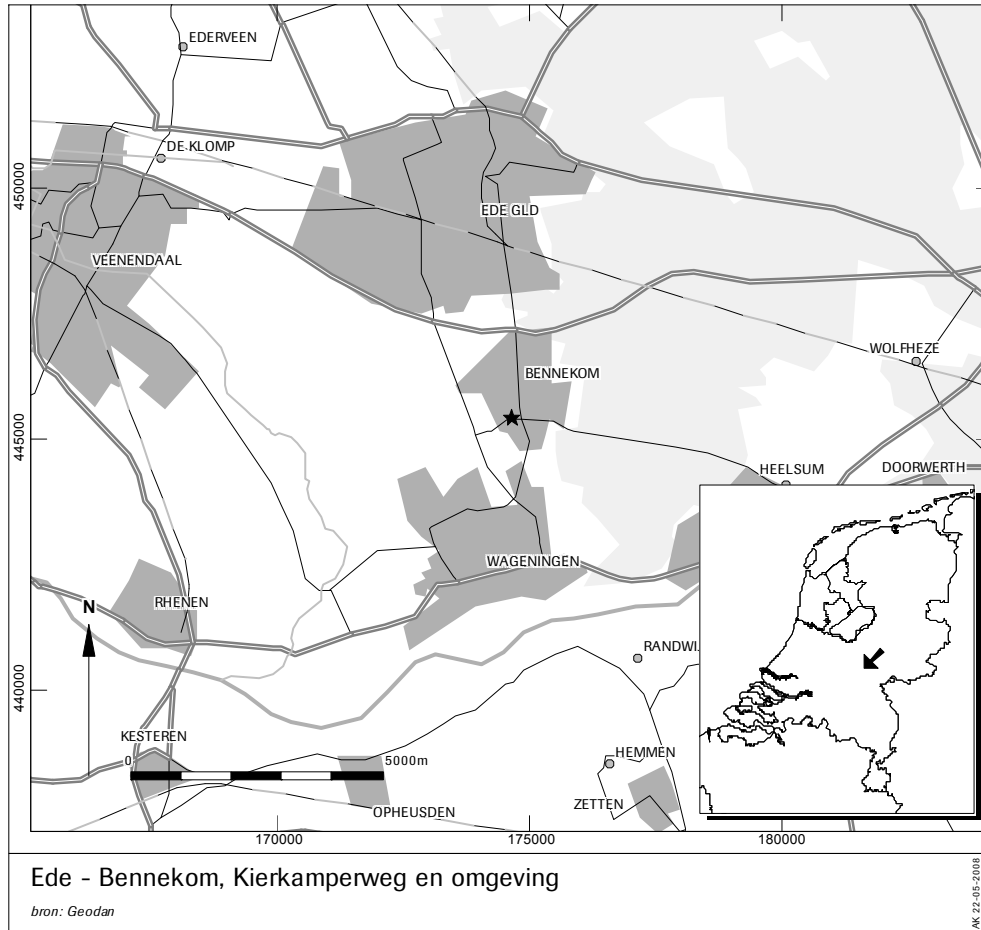 EDERVEEN
DE KLOMP
450000
EDE GLD
VEENENDAAL
WOLFHEZE
BENNEKOM
445000
HEELSUM
DOORWERTH
WAGENINGEN
N
RHENEN
RANDWIJ
440000
KESTEREN
HEMMEN
0
5000m
ZETTEN
OPHEUSDEN
170000
175000
180000
Ede - Bennekom, Kierkamperweg en omgeving
bron: Geodan
AK 22-05-2008